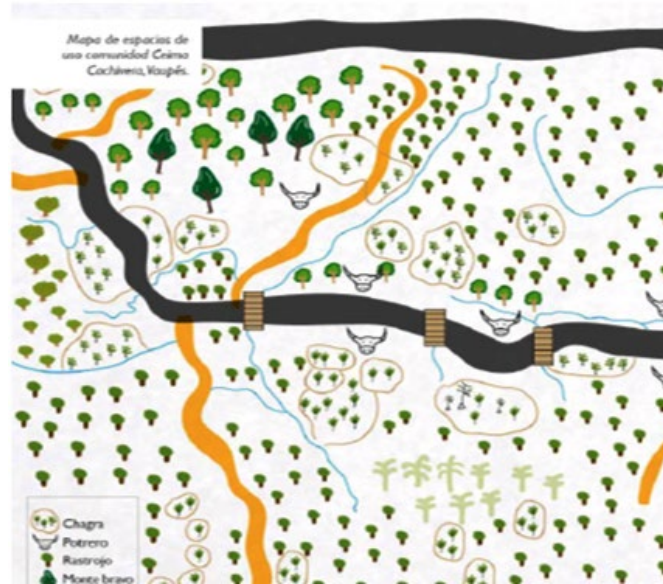 Mapa de espacios de
uso comunidad Ceima
Cachivera, Vaupés.
Chagra
Potrero
Rastrojo
Monte bravo